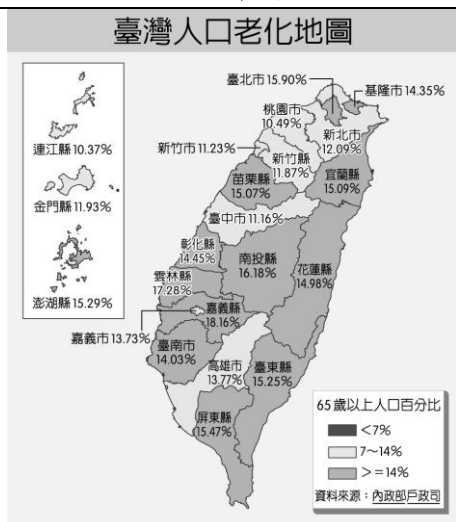 臺灣人口老化地圖
臺北市 15.90%
基隆市 14.35%
桃園市
10.49%
新北市
12.09%
連江縣 10.37%
新竹市 11.23%
新竹縣
11.87%
苗栗縣
15.07%
宜蘭縣
15.09%
金門縣 11.93%
臺中市 11.16%
彰化縣
14.45%
南投縣
16.18%
花蓮縣
14.98%
雲林縣
17.28%
澎湖縣 15.29%
嘉義縣
18.16%
嘉義市 13.73%
臺南市
14.03%
高雄市
13.77%
臺東縣
15.25%
屏東縣
15.47%
65歲以上人口百分比
<7%
7～14%
＞＝14%
資料來源：內政部戶政司